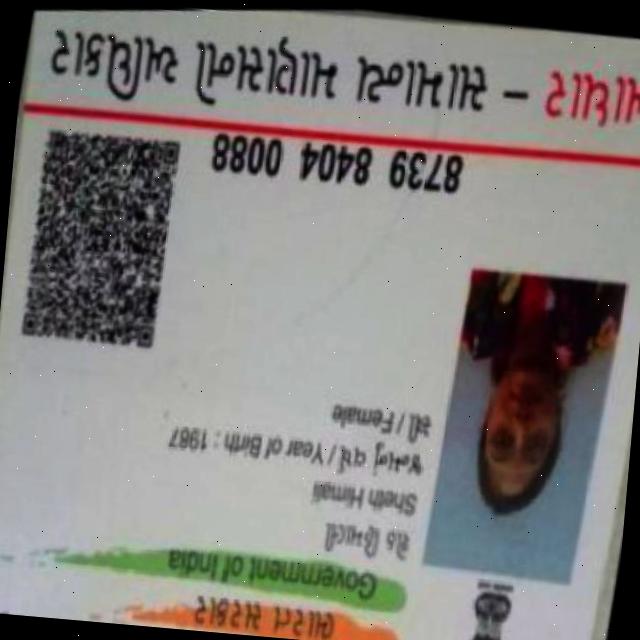 ભારત સરકાર
Government of India
શેઠ હિમાલી
Sheth Himali
જન્મનું વર્ષ / Year of Birth : 1987
સ્ત્રી / Female
8739 8404 0088
આધાર – સામાન્ય માણસનો અધિકાર